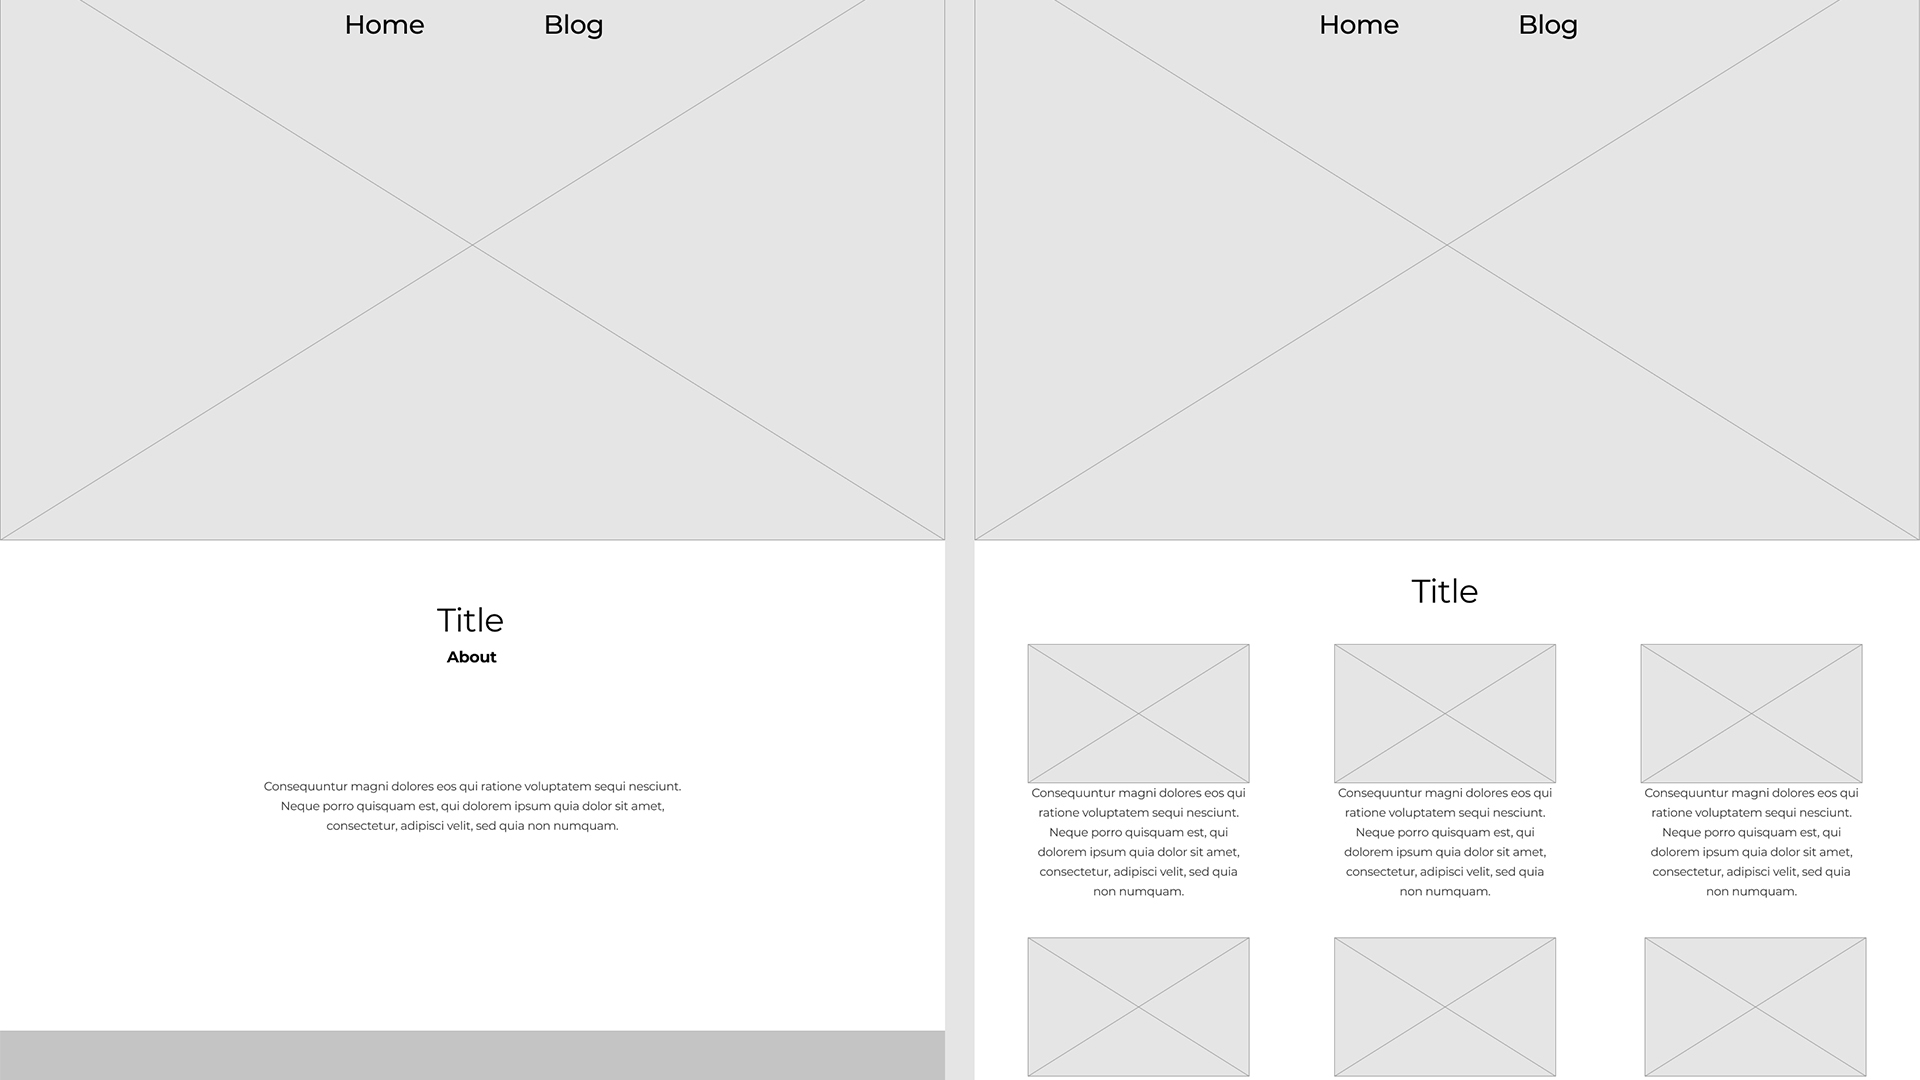 Home Blog
Title
About
Consequuntur magni dolores eos qui ratione voluptatem sequi nesciunt.
Neque porro quisquam est, qui dolorem ipsum quia dolor sit amet,
consectetur, adipisci velit, sed quia non numquam.
Home Blog
Title
Consequuntur magni dolores eos qui
ratione voluptatem sequi nesciunt.
Neque porro quisquam est, qui
dolorem ipsum quia dolor sit amet,
consectetur, adipisci velit, sed quia
non numquam.
Consequuntur magni dolores eos qui
ratione voluptatem sequi nesciunt.
Neque porro quisquam est, qui
dolorem ipsum quia dolor sit amet,
consectetur, adipisci velit, sed quia
non numquam.
Consequuntur magni dolores eos qui
ratione voluptatem sequi nesciunt.
Neque porro quisquam est, qui
dolorem ipsum quia dolor sit amet,
consectetur, adipisci velit, sed quia
non numquam.